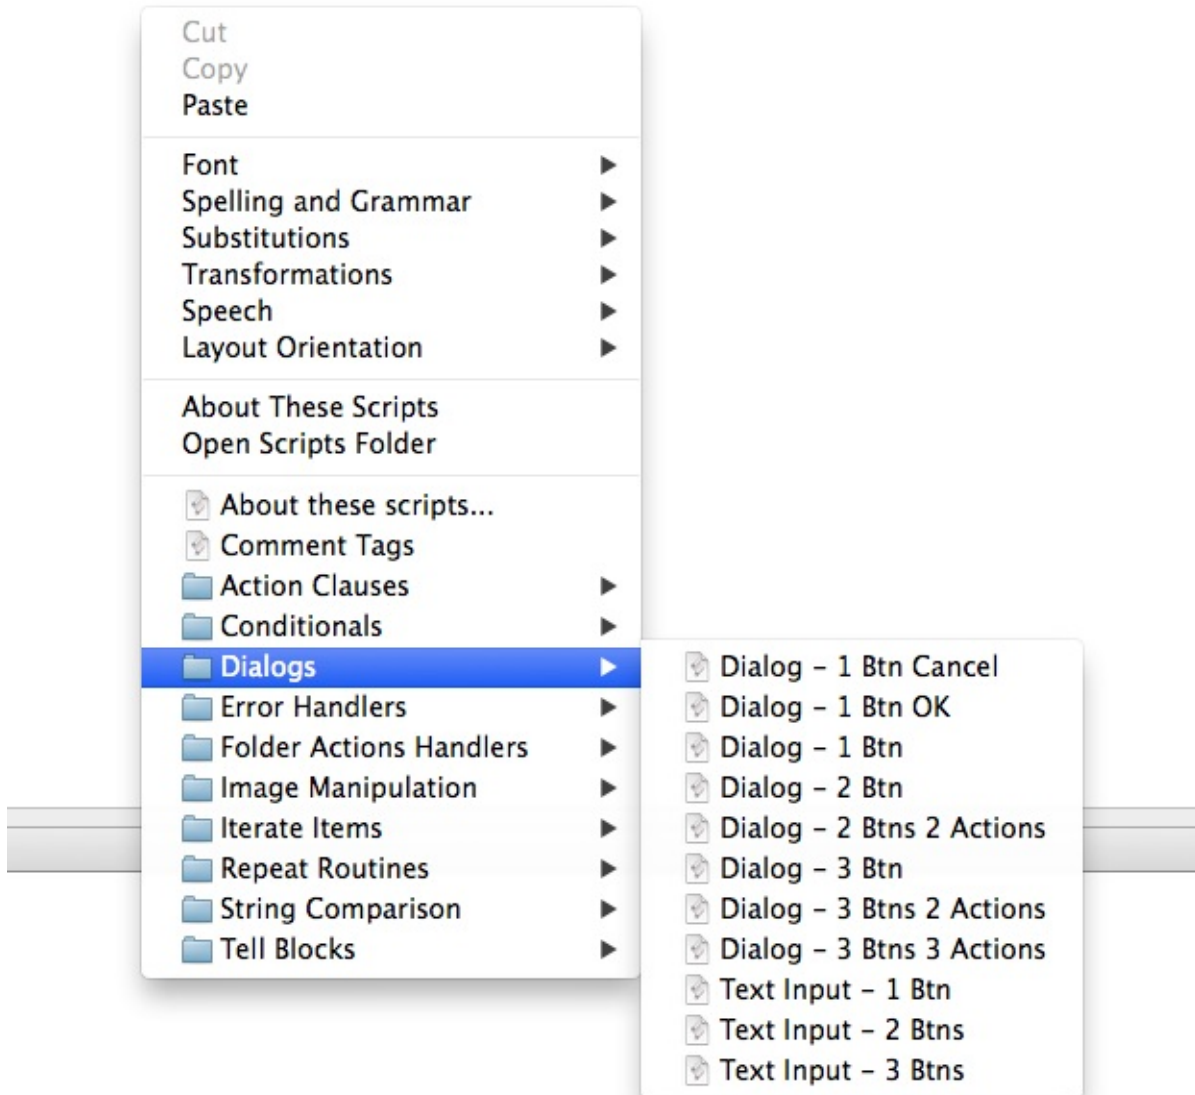 Cut
Copy
Paste
Font
Spelling and Grammar
Substitutions
Transformations
Speech
Layout Orientation
About These Scripts
Open Scripts Folder
About these scripts...
Comment Tags
Action Clauses
Conditionals
Dialogs
Error Handlers
Folder Actions Handlers
Image Manipulation
Iterate Items
Repeat Routines
String Comparison
Tell Blocks
Dialog – 1 Btn Cancel
Dialog – 1 Btn OK
Dialog – 1 Btn
Dialog – 2 Btn
Dialog – 2 Btns 2 Actions
Dialog – 3 Btn
Dialog – 3 Btns 2 Actions
Dialog – 3 Btns 3 Actions
Text Input – 1 Btn
Text Input – 2 Btns
Text Input – 3 Btns